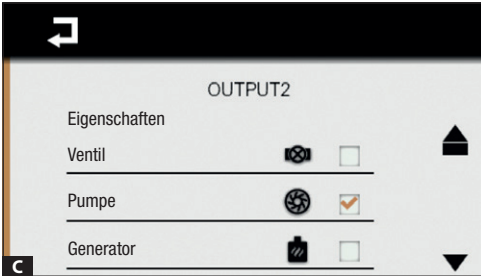 OUTPUT2
Eigenschaften
Ventil
Pumpe
Generator
C